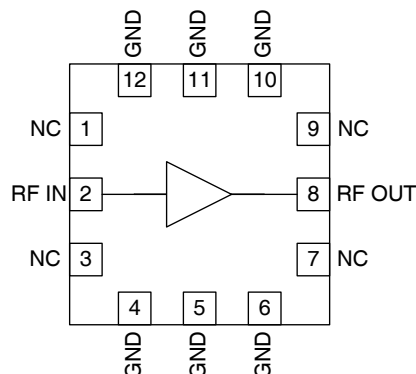 GND GND GND
12 11 10
NC 1 9 NC
RF IN 2 8 RF OUT
NC 3 7 NC
4 5 6
GND GND GND